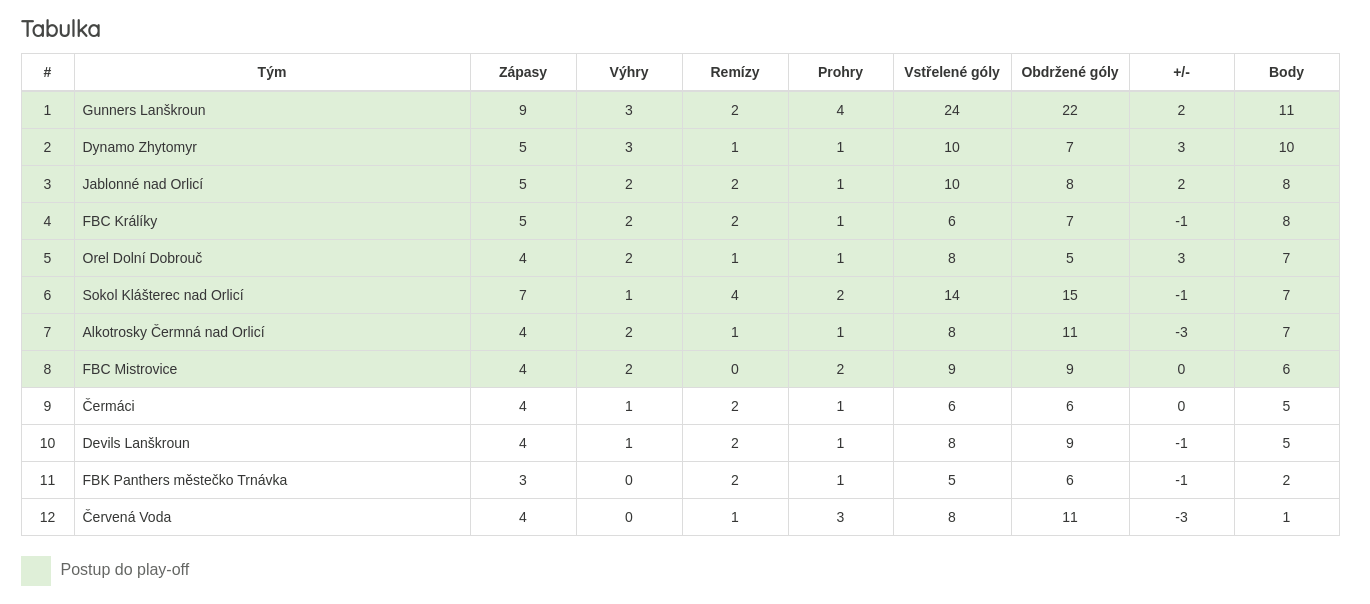 Tabulka
# Tým Zápasy Výhry Remízy Prohry Vstřelené góly Obdržené góly +/- Body
1 Gunners Lanškroun 9 3 2 4 24 22 2 11
2 Dynamo Zhytomyr 5 3 1 1 10 7 3 10
3 Jablonné nad Orlicí 5 2 2 1 10 8 2 8
4 FBC Králíky 5 2 2 1 6 7 -1 8
5 Orel Dolní Dobrouč 4 2 1 1 8 5 3 7
6 Sokol Klášterec nad Orlicí 7 1 4 2 14 15 -1 7
7 Alkotrosky Čermná nad Orlicí 4 2 1 1 8 11 -3 7
8 FBC Mistrovice 4 2 0 2 9 9 0 6
9 Čermáci 4 1 2 1 6 6 0 5
10 Devils Lanškroun 4 1 2 1 8 9 -1 5
11 FBK Panthers městečko Trnávka 3 0 2 1 5 6 -1 2
12 Červená Voda 4 0 1 3 8 11 -3 1
Postup do play-off